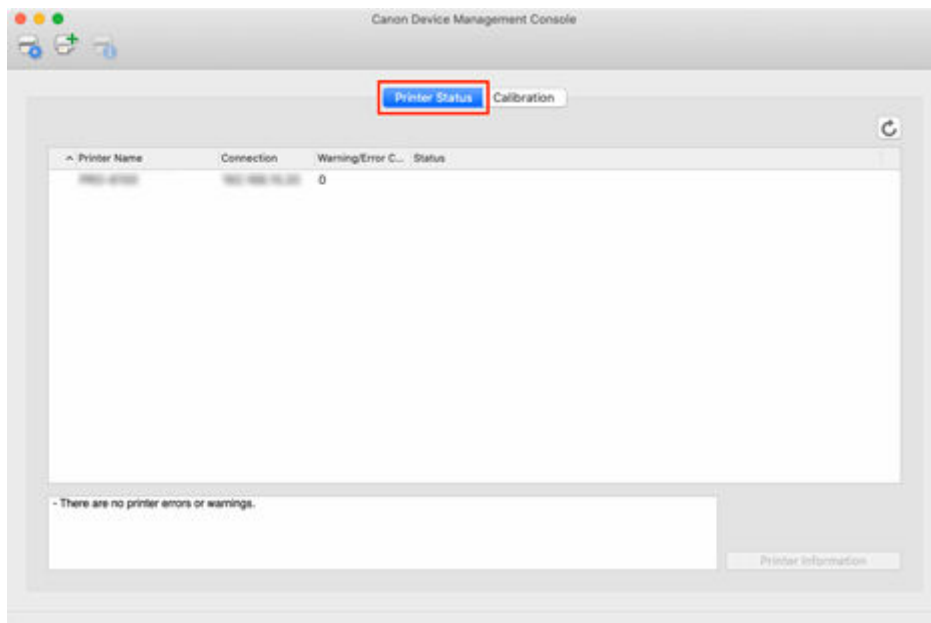 Canon Device Management Console
Printer Status Calibration
Printer Name Connection Warning/Error C... Status
0
- There are no printer errors or warnings.
Printer Information